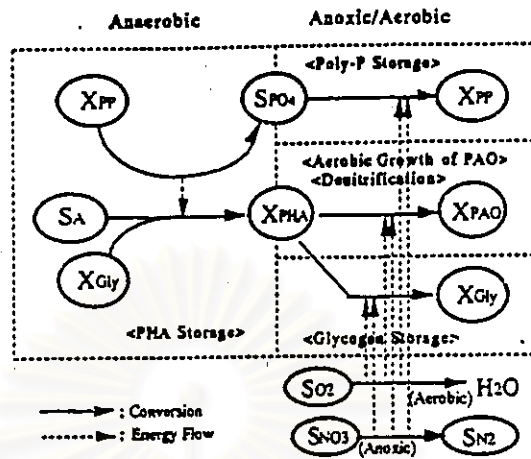 Anaerobic
Anoxic/Aerobic
<Poly-P Storage>
XPP
SPO4
XPP
<Aerobic Growth of PAO>
<Denitrification>
SA
XPHA
XPAO
XGly
XGly
<PHA Storage>
<Glycogen Storage>
SO2
H2O
(Aerobic)
: Conversion
: Energy Flow
SNO3
(Anoxic)
SN2